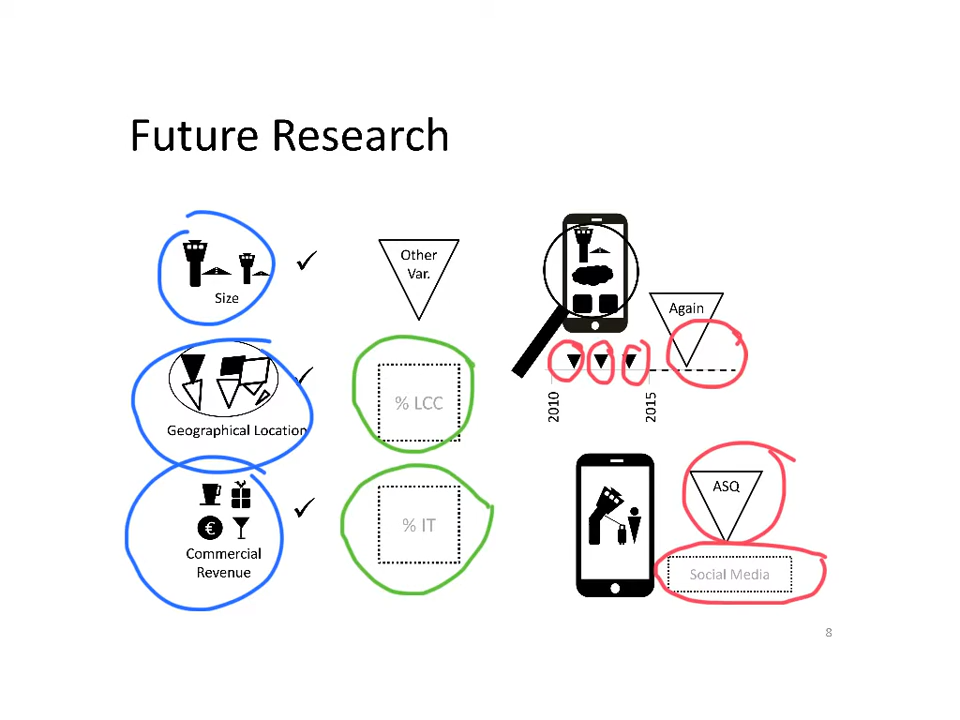 Future Research
Size
Other
Var.
Again
Geographical Location
% LCC
2010
2015
€
Commercial
Revenue
% IT
ASQ
Social Media
8